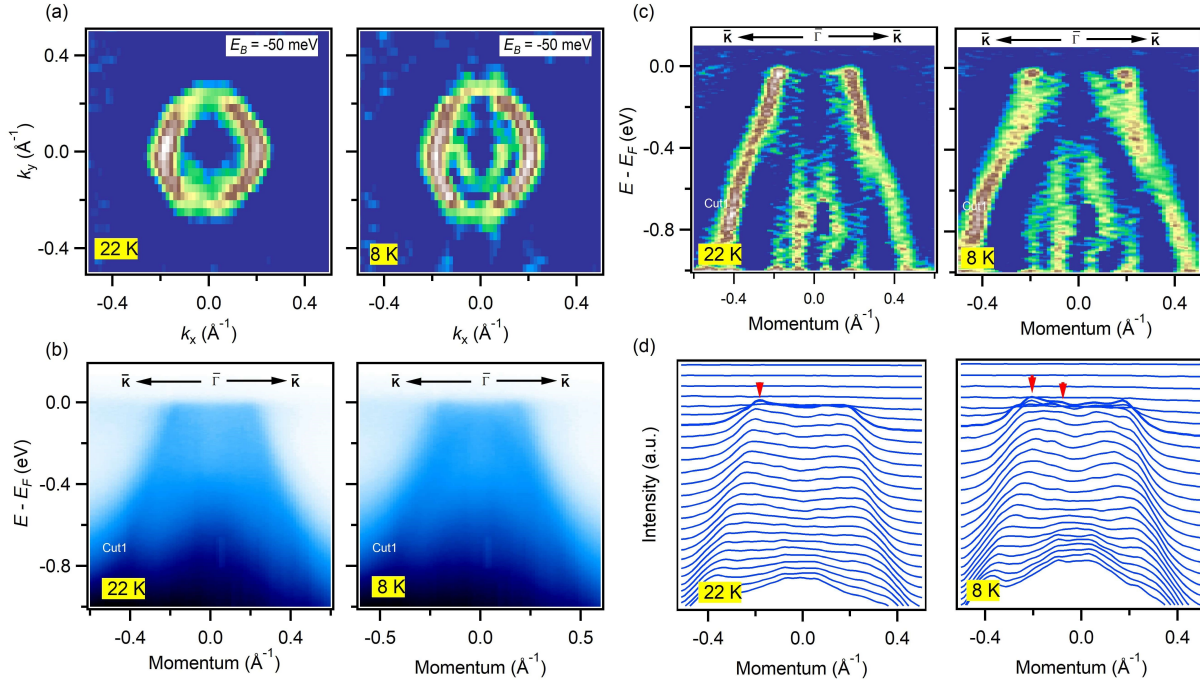 (a)
E_B = -50 meV
E_B = -50 meV
0.4
0.0
-0.4
k_y (Å⁻¹)
22 K
8 K
-0.4 0.0 0.4
-0.4 0.0 0.4
k_x (Å⁻¹)
k_x (Å⁻¹)
(b)
K̄ Γ̄ K̄
K̄ Γ̄ K̄
0.0
-0.4
-0.8
E - E_F (eV)
Cut1
22 K
Cut1
8 K
-0.4 0.0 0.4
-0.5 0.0 0.5
Momentum (Å⁻¹)
Momentum (Å⁻¹)
(c)
K̄ Γ̄ K̄
K̄ Γ̄ K̄
0.0
-0.4
-0.8
E - E_F (eV)
Cut1
22 K
Cut1
8 K
-0.4 0.0 0.4
-0.4 0.0 0.4
Momentum (Å⁻¹)
Momentum (Å⁻¹)
(d)
Intensity (a.u.)
22 K
8 K
-0.4 0.0 0.4
-0.4 0.0 0.4
Momentum (Å⁻¹)
Momentum (Å⁻¹)